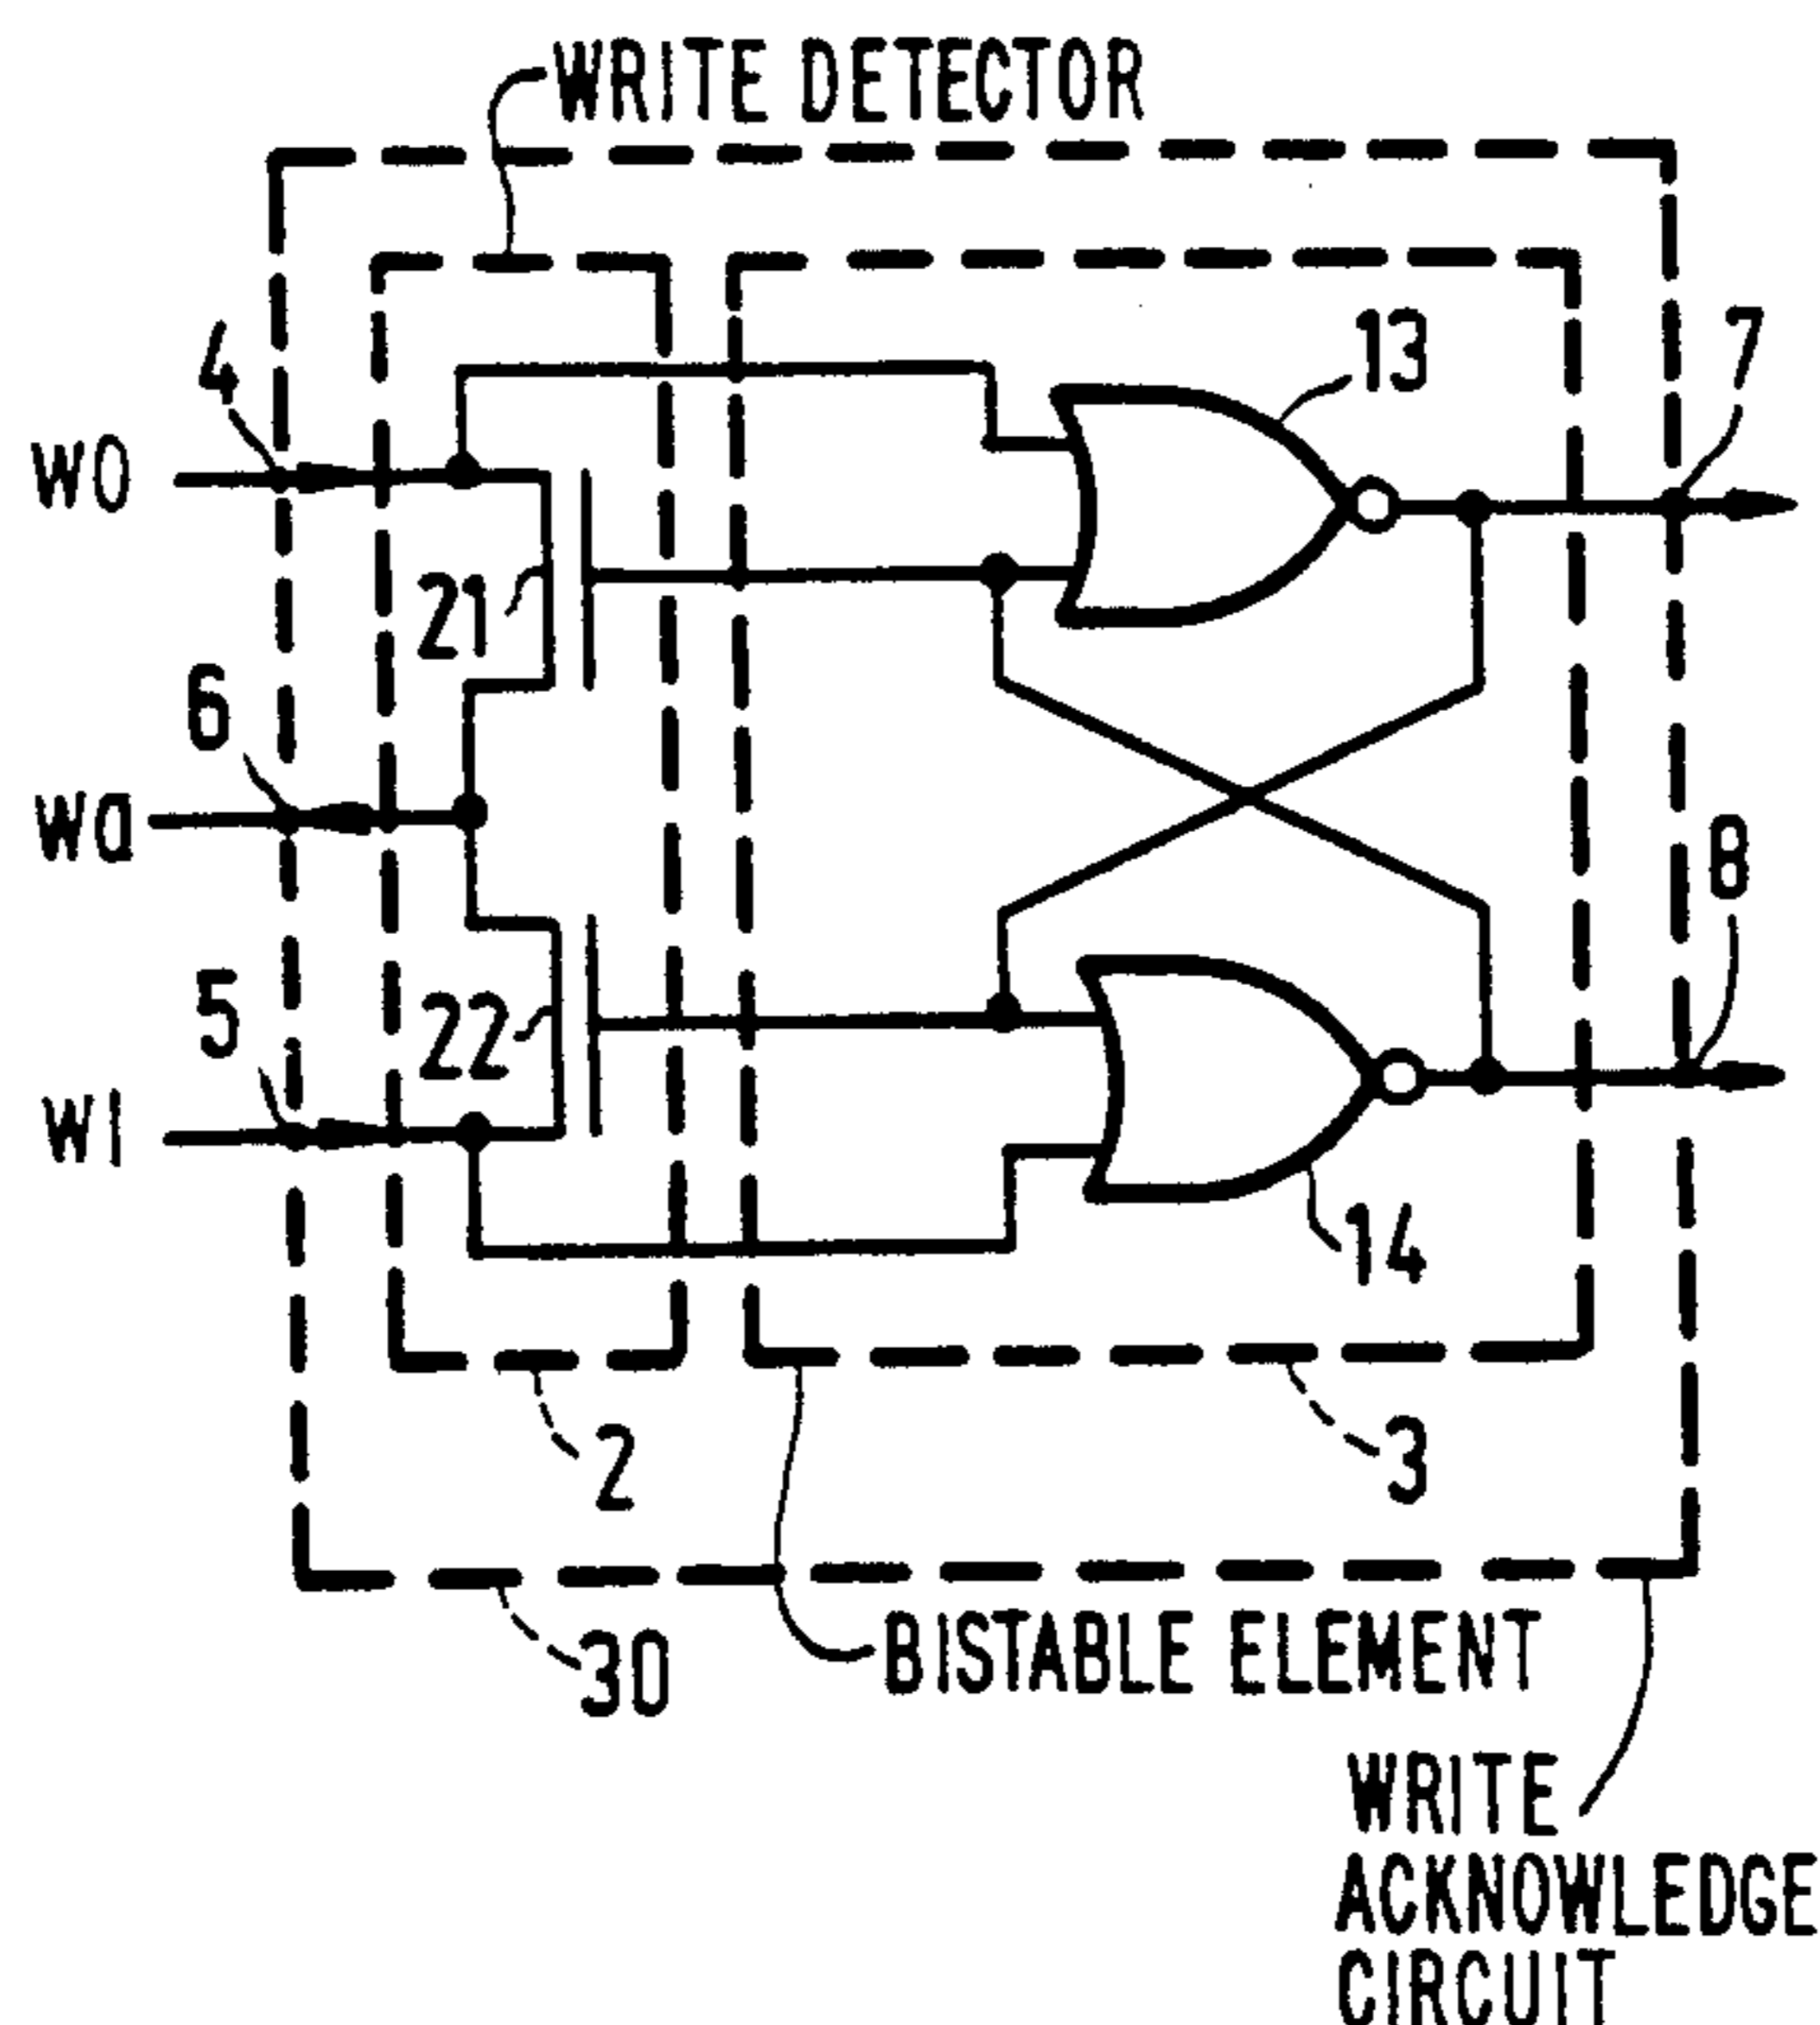 WRITE DETECTOR
13
7
4
W0
21
6
Wa
8
5
22
W1
14
2
3
30
BISTABLE ELEMENT
WRITE
ACKNOWLEDGE
CIRCUIT